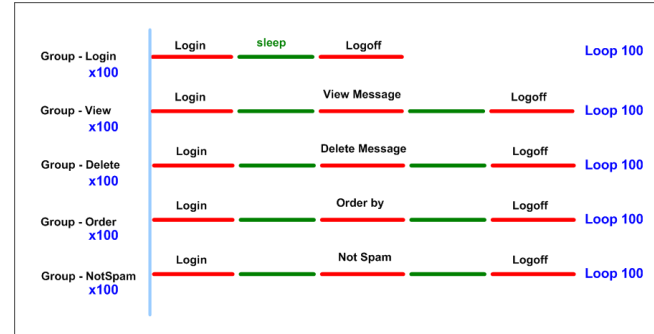 Login sleep Logoff
Group - Login Loop 100
x100
Login View Message Logoff
Group - View Loop 100
x100
Login Delete Message Logoff
Group - Delete Loop 100
x100
Login Order by Logoff
Group - Order Loop 100
x100
Login Not Spam Logoff
Group - NotSpam Loop 100
x100